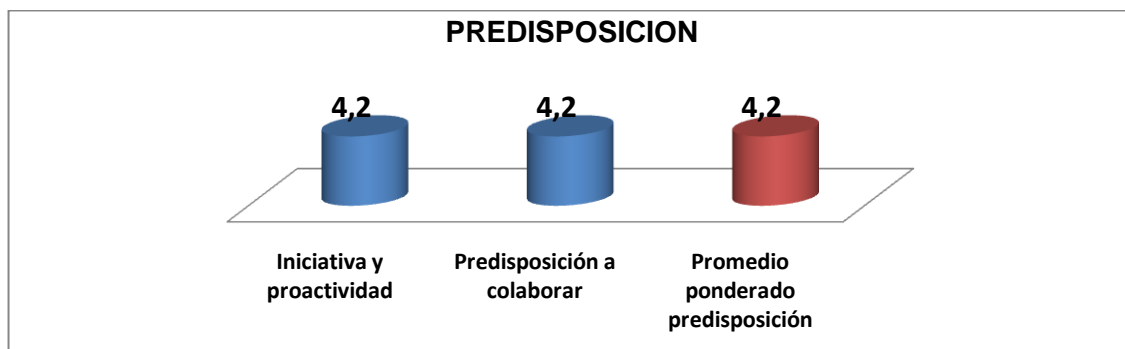 PREDISPOSICION
4,2
4,2
4,2
Iniciativa y
proactividad
Predisposición a
colaborar
Promedio
ponderado
predisposición